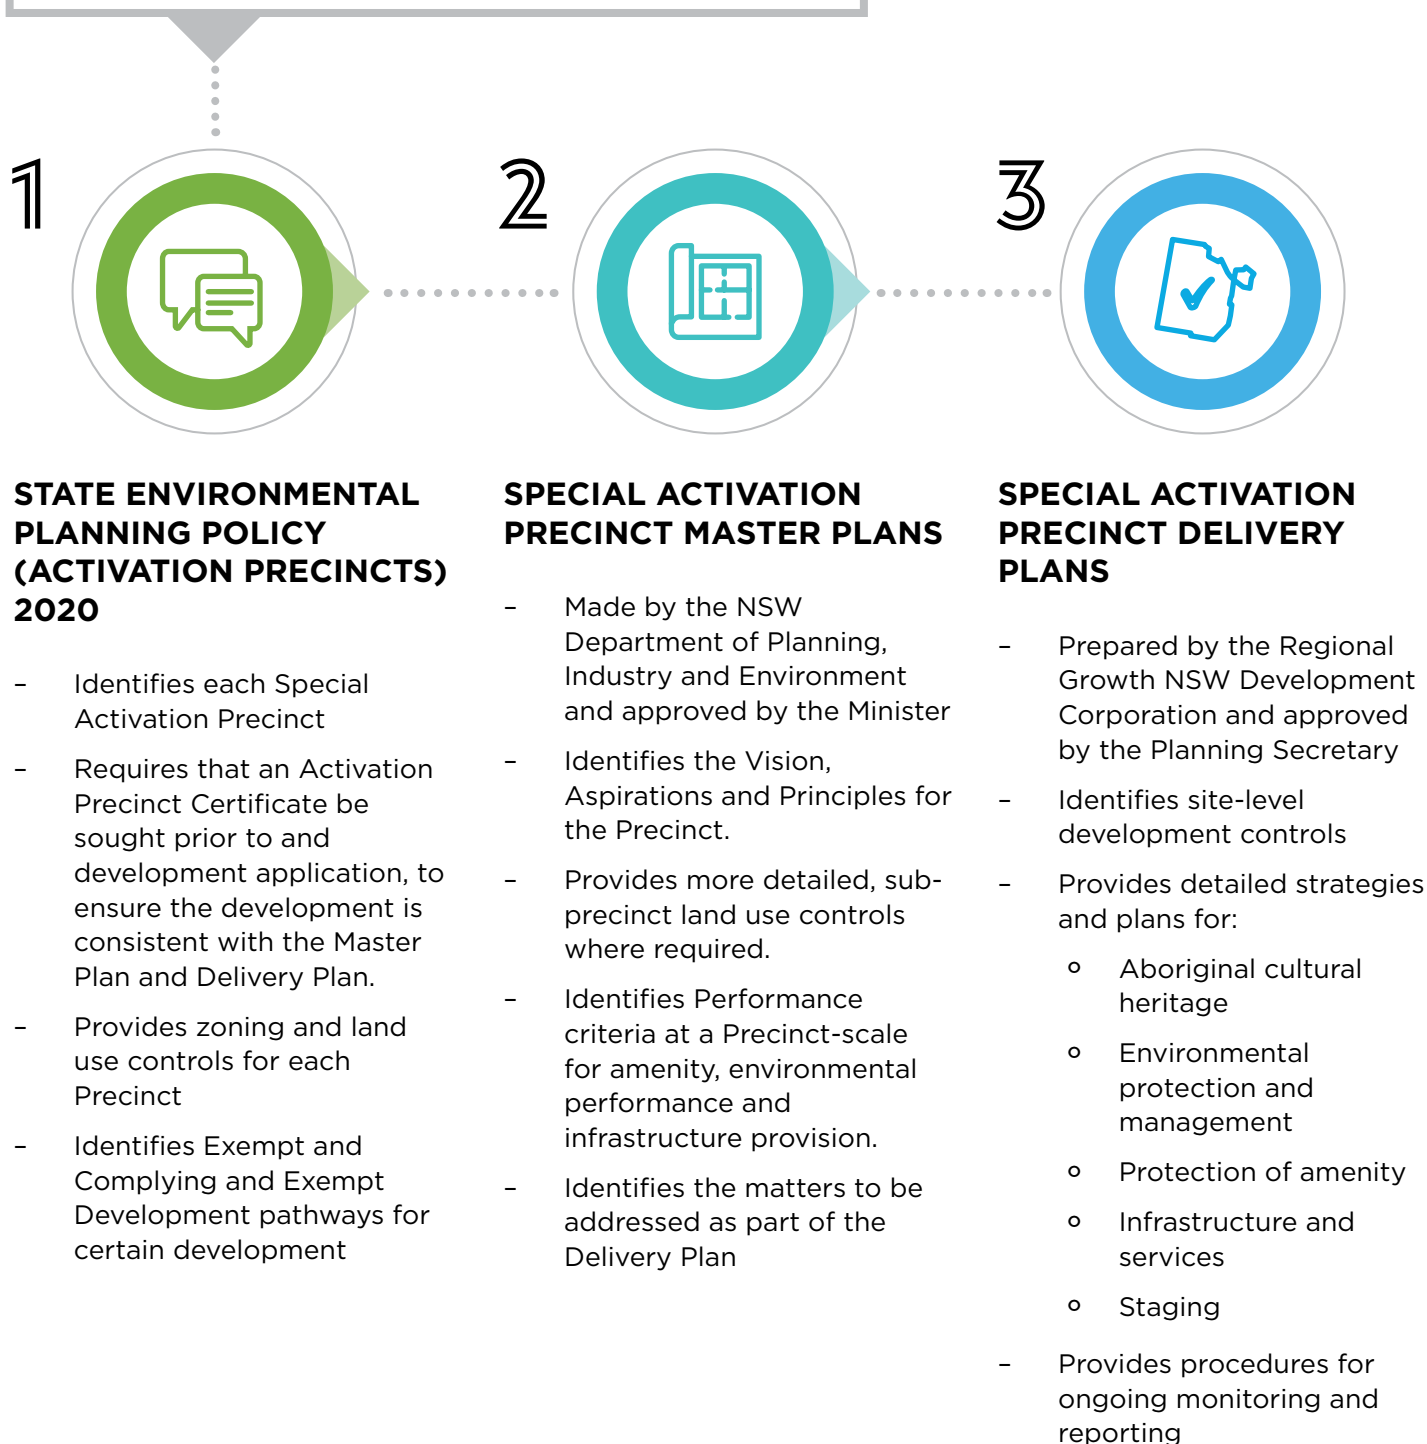 1
STATE ENVIRONMENTAL
PLANNING POLICY
(ACTIVATION PRECINCTS)
2020
– Identifies each Special
Activation Precinct
– Requires that an Activation
Precinct Certificate be
sought prior to and
development application, to
ensure the development is
consistent with the Master
Plan and Delivery Plan.
– Provides zoning and land
use controls for each
Precinct
– Identifies Exempt and
Complying and Exempt
Development pathways for
certain development
2
SPECIAL ACTIVATION
PRECINCT MASTER PLANS
– Made by the NSW
Department of Planning,
Industry and Environment
and approved by the Minister
– Identifies the Vision,
Aspirations and Principles for
the Precinct.
– Provides more detailed, sub-
precinct land use controls
where required.
– Identifies Performance
criteria at a Precinct-scale
for amenity, environmental
performance and
infrastructure provision.
– Identifies the matters to be
addressed as part of the
Delivery Plan
3
SPECIAL ACTIVATION
PRECINCT DELIVERY
PLANS
– Prepared by the Regional
Growth NSW Development
Corporation and approved
by the Planning Secretary
– Identifies site-level
development controls
– Provides detailed strategies
and plans for:
° Aboriginal cultural
heritage
° Environmental
protection and
management
° Protection of amenity
° Infrastructure and
services
° Staging
– Provides procedures for
ongoing monitoring and
reporting